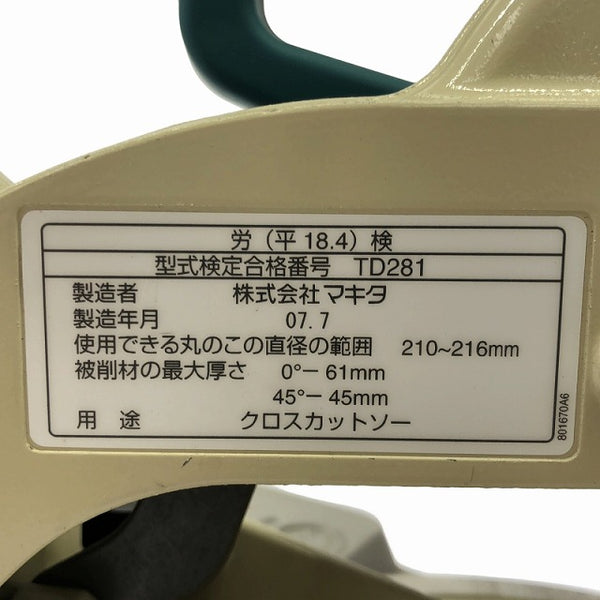 労（平18.4）検
型式検定合格番号 TD281
製造者 株式会社マキタ
製造年月 07.7
使用できる丸のこの直径の範囲 210~216mm
被削材の最大厚さ 0°－61mm
45°－45mm
用途 クロスカットソー
801670A6